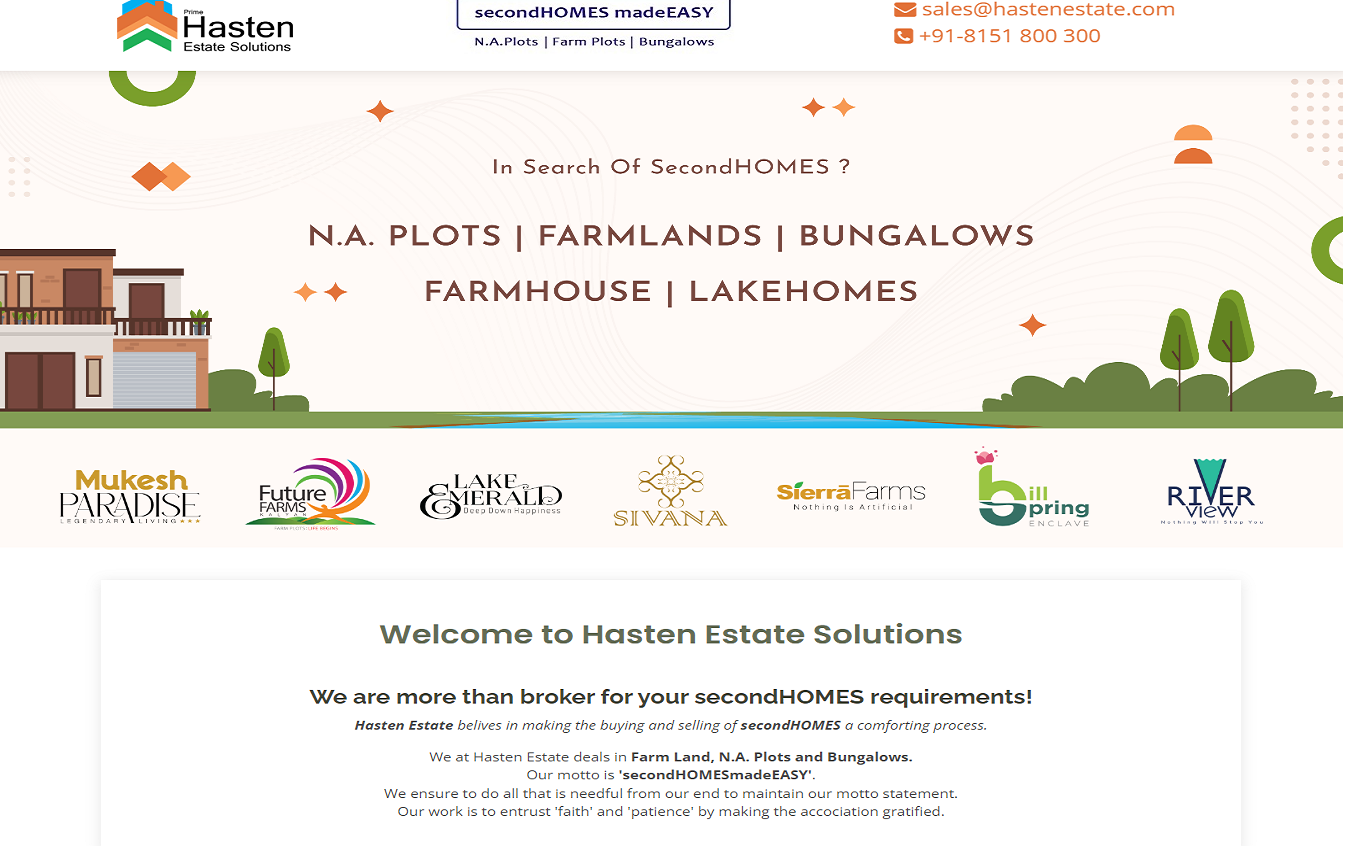 Prime
Hasten
Estate Solutions
secondHOMES madeEASY
N.A.Plots | Farm Plots | Bungalows
sales@hastenestate.com
+91-8151 800 300
In Search Of SecondHOMES ?
N.A. PLOTS | FARMLANDS | BUNGALOWS
FARMHOUSE | LAKEHOMES
Mukesh
PARADISE
LEGENDARY LIVING
Future
FARMS
KALYAN
FARM PLOTS LIFE BEGINS
LAKE
EMERALD
Deep Down Happiness
SIVANA
SierrāFarms
Nothing Is Artificial
hill
Spring
ENCLAVE
RIVER
VIEW
Nothing Will Stop You
Welcome to Hasten Estate Solutions
We are more than broker for your secondHOMES requirements!
Hasten Estate belives in making the buying and selling of secondHOMES a comforting process.
We at Hasten Estate deals in Farm Land, N.A. Plots and Bungalows.
Our motto is 'secondHOMESmadeEASY'.
We ensure to do all that is needful from our end to maintain our motto statement.
Our work is to entrust 'faith' and 'patience' by making the accociation gratified.